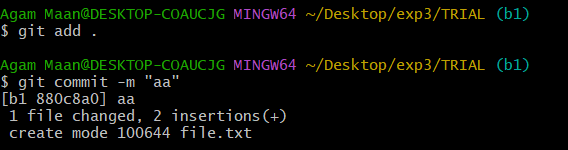 Agam Maan@DESKTOP-COAUCJG MINGW64 ~/Desktop/exp3/TRIAL (b1)
$ git add .
Agam Maan@DESKTOP-COAUCJG MINGW64 ~/Desktop/exp3/TRIAL (b1)
$ git commit -m "aa"
[b1 880c8a0] aa
 1 file changed, 2 insertions(+)
 create mode 100644 file.txt